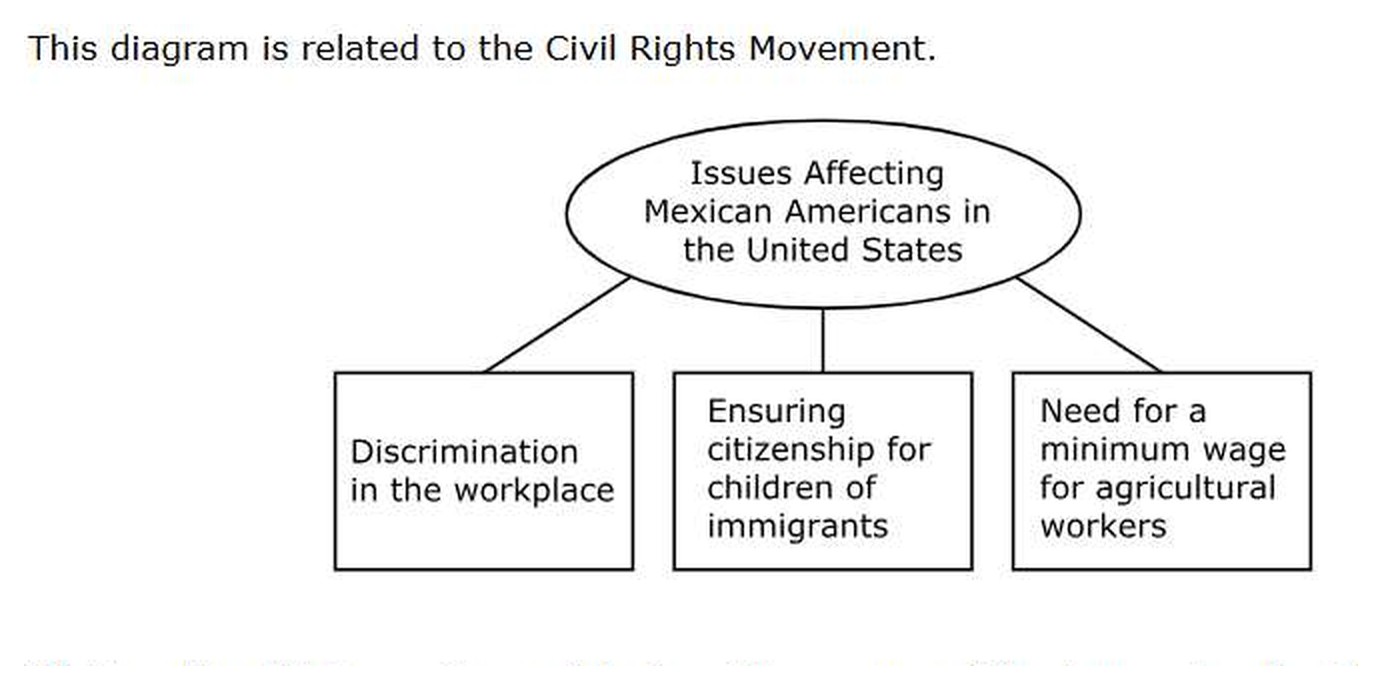 This diagram is related to the Civil Rights Movement.
Issues Affecting
Mexican Americans in
the United States
Discrimination
in the workplace
Ensuring
citizenship for
children of
immigrants
Need for a
minimum wage
for agricultural
workers